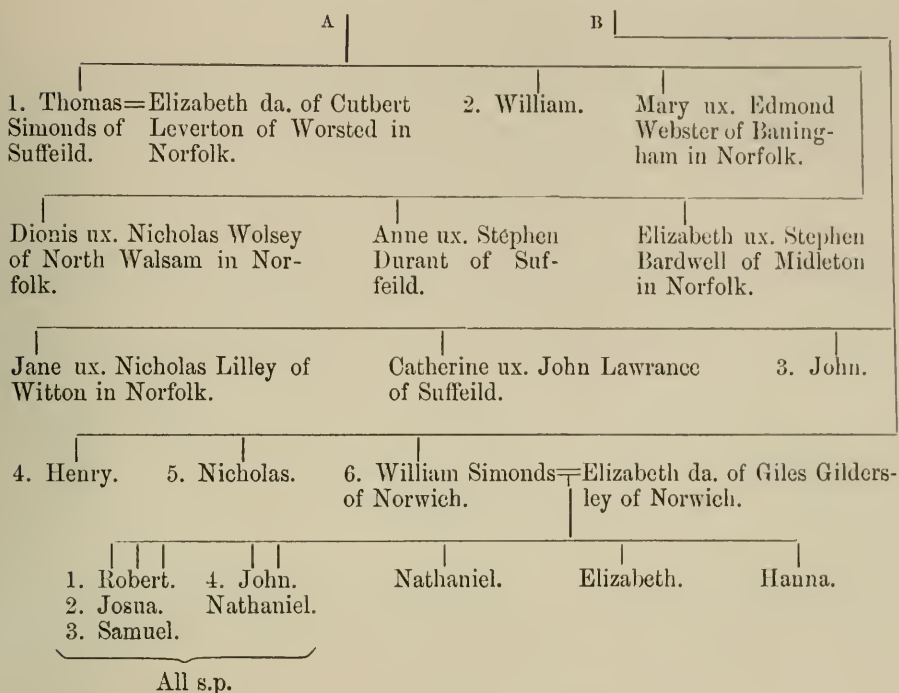 A B
1. Thomas=Elizabeth da. of Cutbert 2. William. Mary ux. Edmond
Simonds of Leverton of Worsted in Webster of Baning-
Suffeild. Norfolk. ham in Norfolk.
Dionis ux. Nicholas Wolsey Anne ux. Stephen Elizabeth ux. Stephen
of North Walsam in Nor- Durant of Suf- Bardwell of Midleton
folk. feild. in Norfolk.
Jane ux. Nicholas Lilley of Catherine ux. John Lawrance 3. John.
Witton in Norfolk. of Suffeild.
4. Henry. 5. Nicholas. 6. William Simonds=Elizabeth da. of Giles Gilders-
of Norwich. ley of Norwich.
1. Robert. 4. John. Nathaniel. Elizabeth. Hanna.
2. Josua. Nathaniel.
3. Samuel.
All s.p.